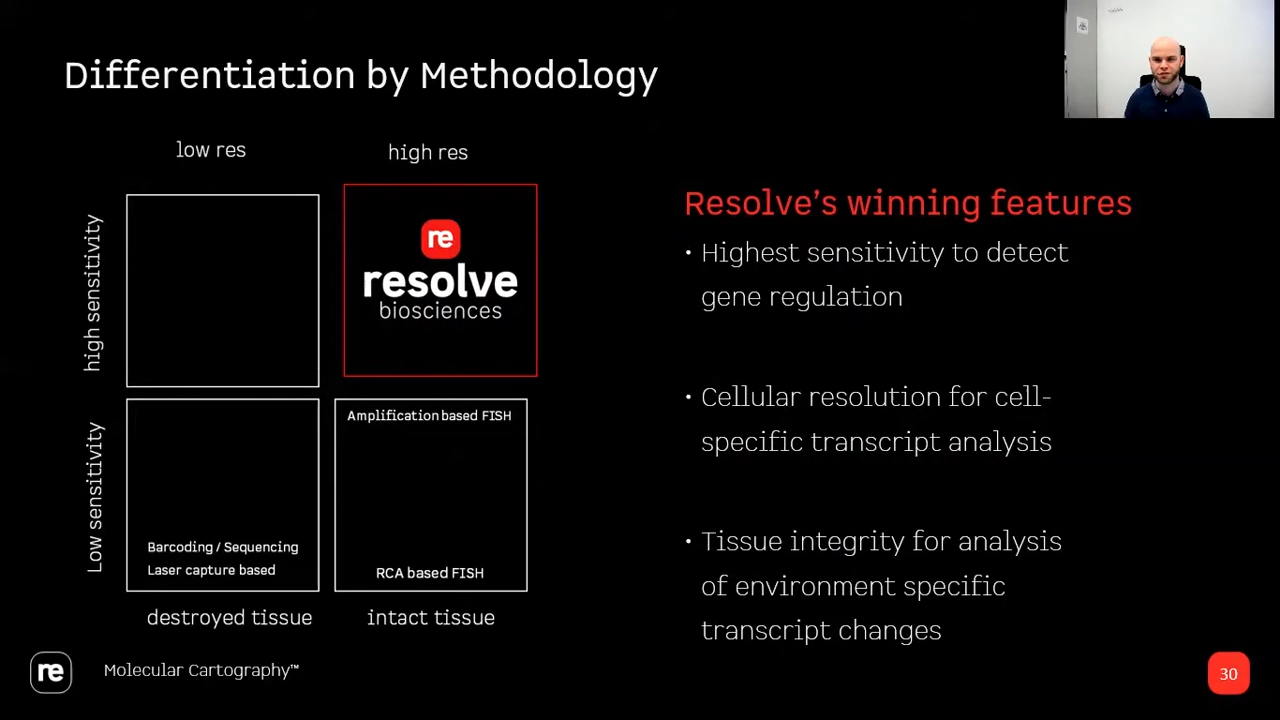 Differentiation by Methodology
low res
high res
high sensitivity
re
resolve
biosciences
Low sensitivity
Barcoding / Sequencing
Laser capture based
Amplification based FISH
RCA based FISH
destroyed tissue
intact tissue
Resolve's winning features
• Highest sensitivity to detect
gene regulation
• Cellular resolution for cell-
specific transcript analysis
• Tissue integrity for analysis
of environment specific
transcript changes
re
Molecular Cartography™
30